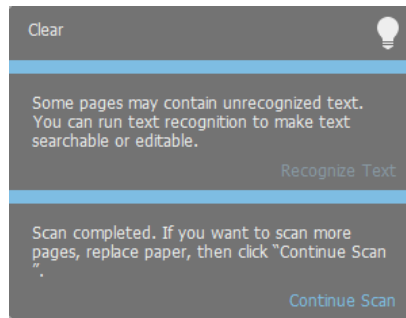 Clear
Some pages may contain unrecognized text.
You can run text recognition to make text
searchable or editable.
Recognize Text
Scan completed. If you want to scan more
pages, replace paper, then click “Continue Scan
”.
Continue Scan